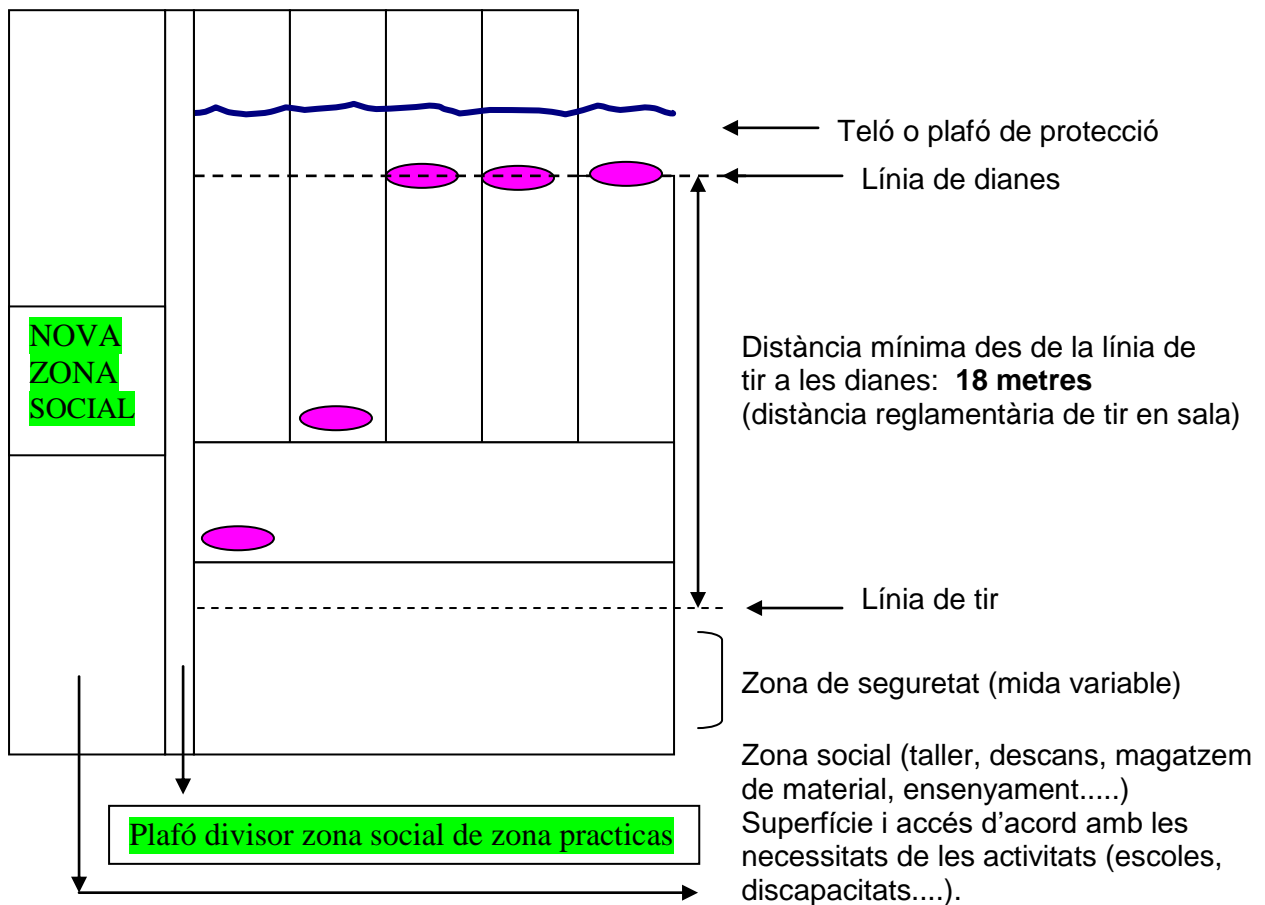 Teló o plafó de protecció
Línia de dianes
NOVA
ZONA
SOCIAL
Distància mínima des de la línia de
tir a les dianes: 18 metres
(distància reglamentària de tir en sala)
Línia de tir
Zona de seguretat (mida variable)
Zona social (taller, descans, magatzem
de material, ensenyament.....)
Superfície i accés d’acord amb les
necessitats de les activitats (escoles,
discapacitats....).
Plafó divisor zona social de zona practicas